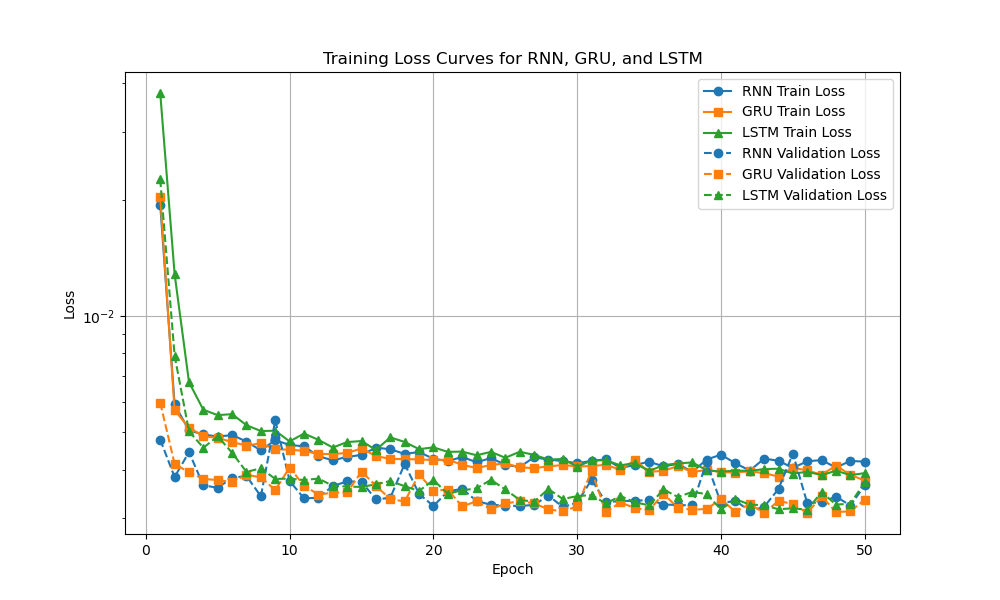 Training Loss Curves for RNN, GRU, and LSTM
RNN Train Loss
GRU Train Loss
LSTM Train Loss
RNN Validation Loss
GRU Validation Loss
LSTM Validation Loss
Loss
10⁻²
0 10 20 30 40 50
Epoch